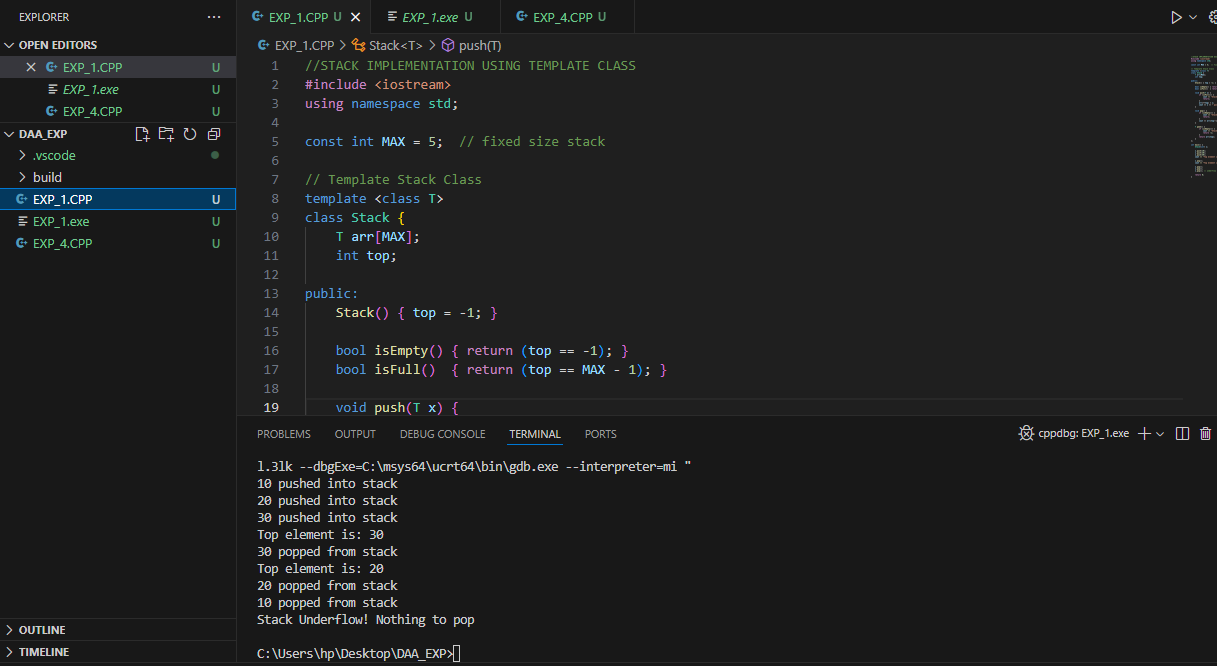 EXPLORER
OPEN EDITORS
EXP_1.CPP U
EXP_1.exe U
EXP_4.CPP U
DAA_EXP
.vscode
build
EXP_1.CPP U
EXP_1.exe U
EXP_4.CPP U
OUTLINE
TIMELINE
EXP_1.CPP U EXP_1.exe U EXP_4.CPP U
EXP_1.CPP > Stack<T> > push(T)
1 //STACK IMPLEMENTATION USING TEMPLATE CLASS
2 #include <iostream>
3 using namespace std;
4
5 const int MAX = 5;  // fixed size stack
6
7 // Template Stack Class
8 template <class T>
9 class Stack {
10     T arr[MAX];
11     int top;
12
13 public:
14     Stack() { top = -1; }
15
16     bool isEmpty() { return (top == -1); }
17     bool isFull()  { return (top == MAX - 1); }
18
19     void push(T x) {
PROBLEMS OUTPUT DEBUG CONSOLE TERMINAL PORTS
cppdbg: EXP_1.exe
l.3lk --dbgExe=C:\msys64\ucrt64\bin\gdb.exe --interpreter=mi "
10 pushed into stack
20 pushed into stack
30 pushed into stack
Top element is: 30
30 popped from stack
Top element is: 20
20 popped from stack
10 popped from stack
Stack Underflow! Nothing to pop
C:\Users\hp\Desktop\DAA_EXP>